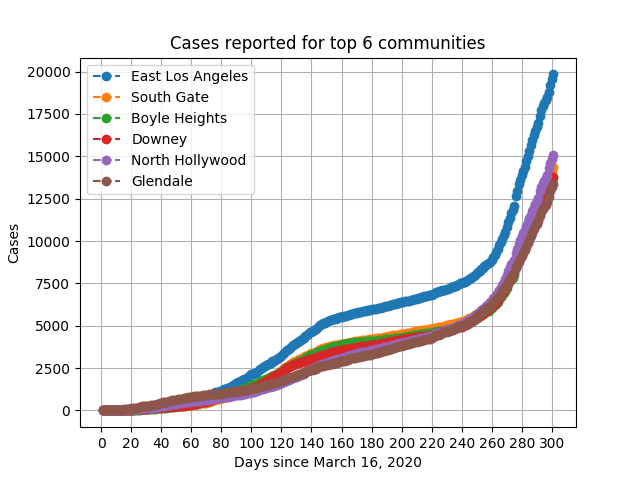 Cases reported for top 6 communities
East Los Angeles
South Gate
Boyle Heights
Downey
North Hollywood
Glendale
Cases
20000
17500
15000
12500
10000
7500
5000
2500
0
0 20 40 60 80 100 120 140 160 180 200 220 240 260 280 300
Days since March 16, 2020